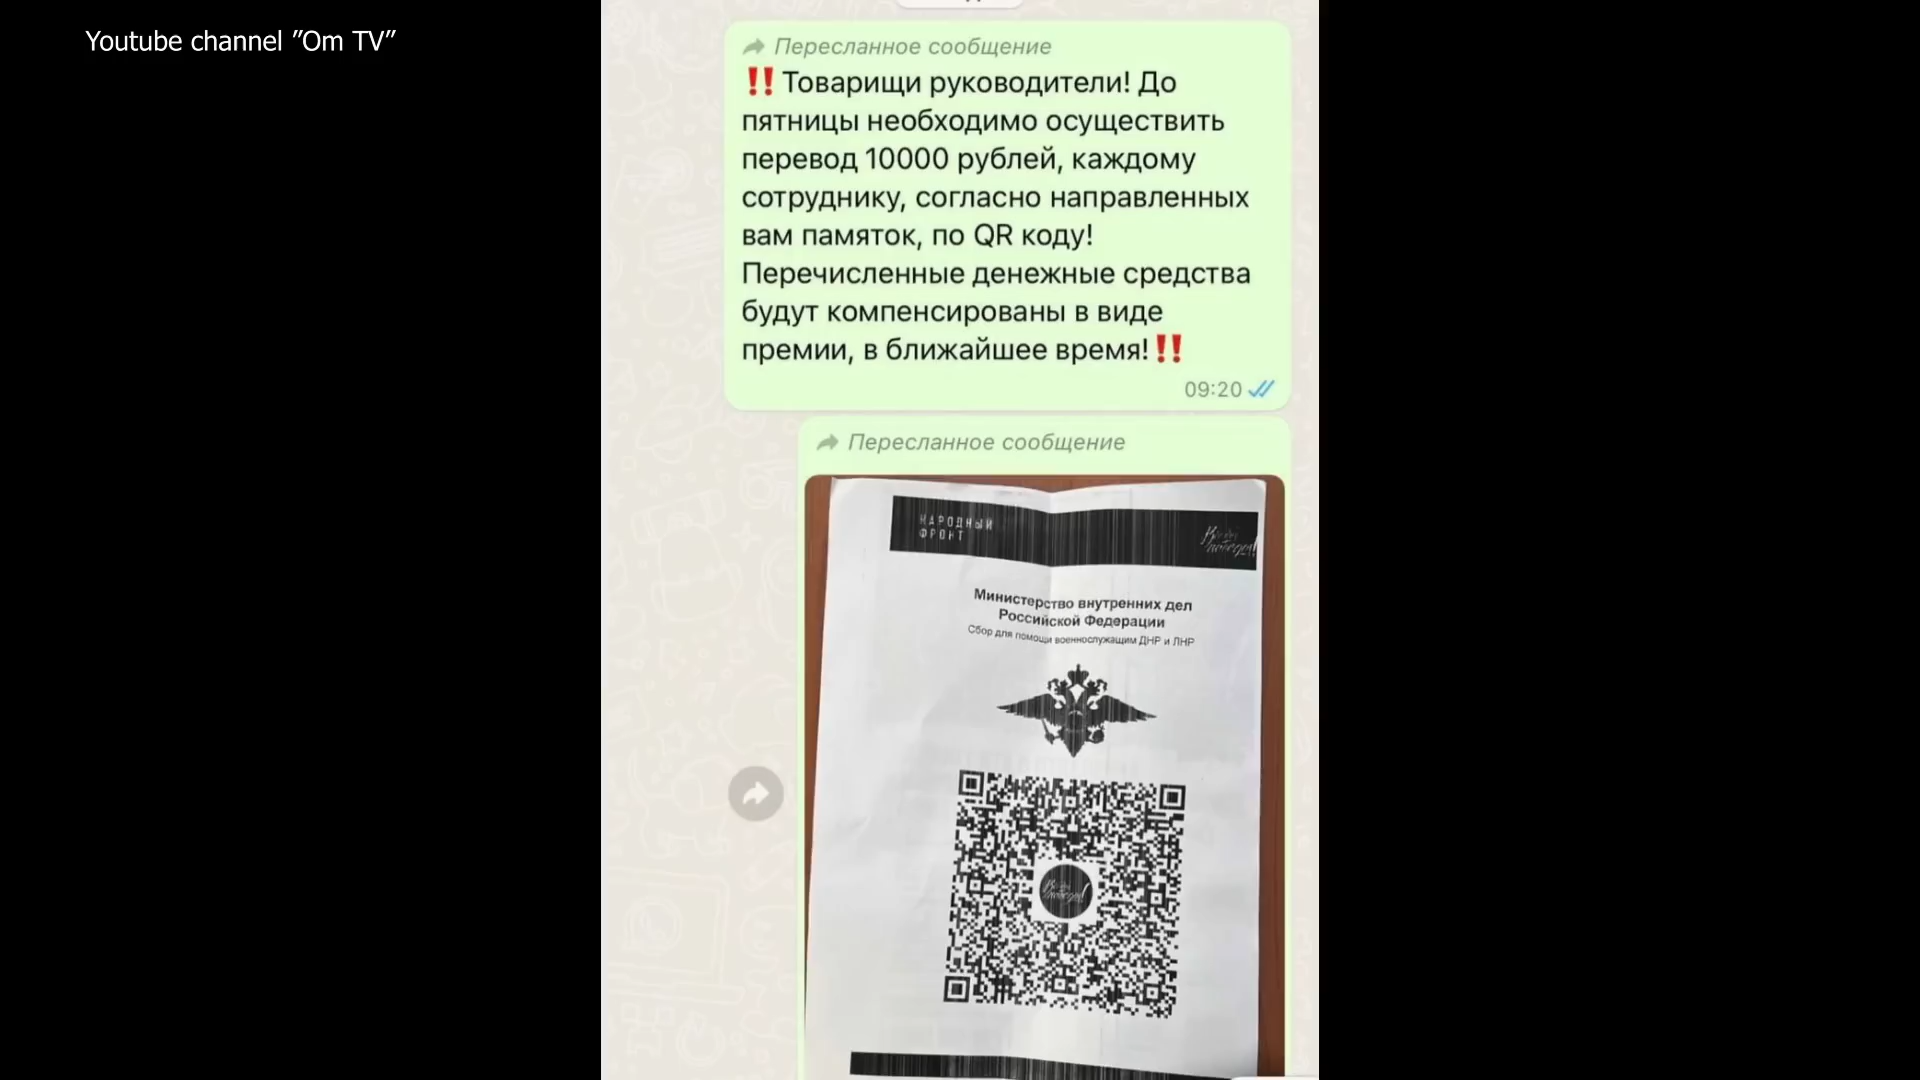 Youtube channel ”Om TV”
Пересланное сообщение
‼️Товарищи руководители! До
пятницы необходимо осуществить
перевод 10000 рублей, каждому
сотруднику, согласно направленных
вам памяток, по QR коду!
Перечисленные денежные средства
будут компенсированы в виде
премии, в ближайшее время!‼️
09:20
Пересланное сообщение
НАРОДНЫЙ
ФРОНТ
Министерство внутренних дел
Российской Федерации
Сбор для помощи военнослужащим ДНР и ЛНР